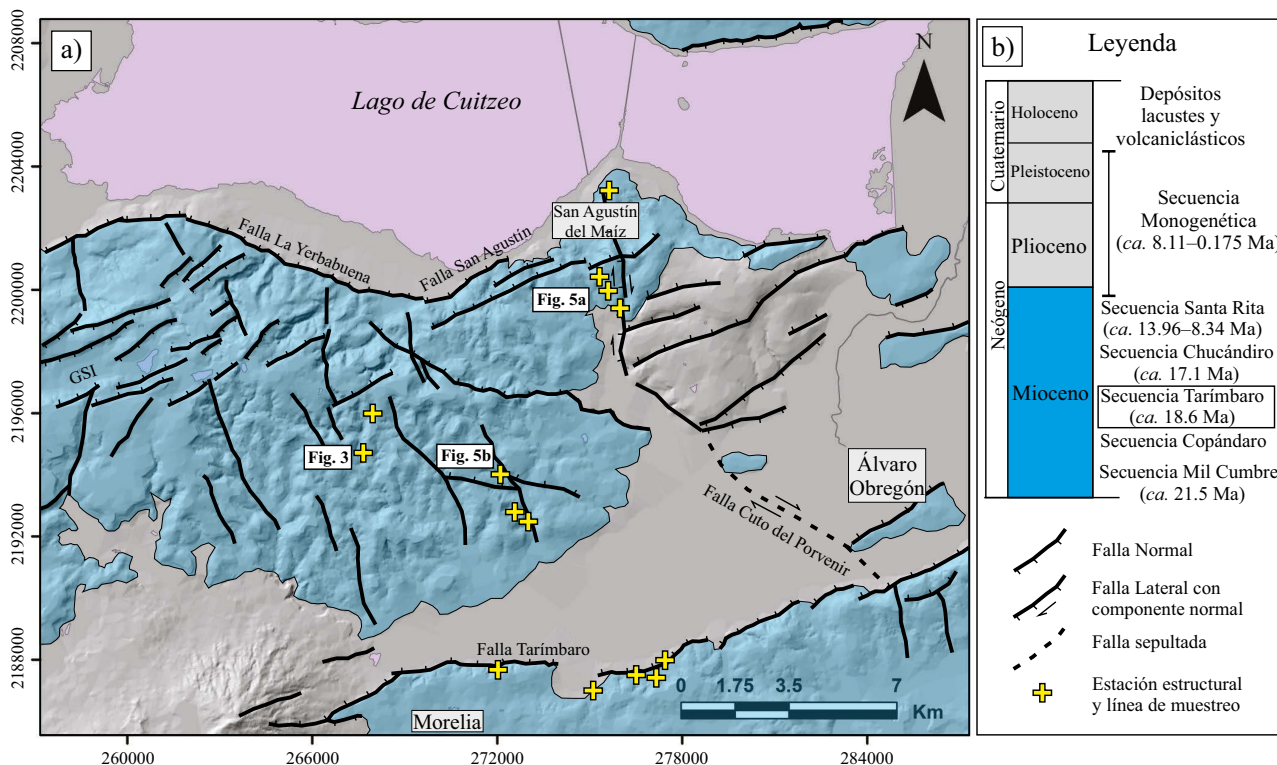 a)
N
Lago de Cuitzeo
San Agustín
del Maíz
Falla La Yerbabuena
Falla San Agustín
Fig. 5a
GSI
Fig. 3
Fig. 5b
Álvaro
Obregón
Falla Cuto del Porvenir
Falla Tarímbaro
Morelia
0 1.75 3.5 7
Km
2208000
2204000
2200000
2196000
2192000
2188000
260000 266000 272000 278000 284000
b) Leyenda
Cuaternario
Neógeno
Holoceno
Pleistoceno
Plioceno
Mioceno
Depósitos
lacustes y
volcaniclásticos
Secuencia
Monogenética
(ca. 8.11–0.175 Ma)
Secuencia Santa Rita
(ca. 13.96–8.34 Ma)
Secuencia Chucándiro
(ca. 17.1 Ma)
Secuencia Tarímbaro
(ca. 18.6 Ma)
Secuencia Copándaro
Secuencia Mil Cumbre
(ca. 21.5 Ma)
Falla Normal
Falla Lateral con
componente normal
Falla sepultada
Estación estructural
y línea de muestreo